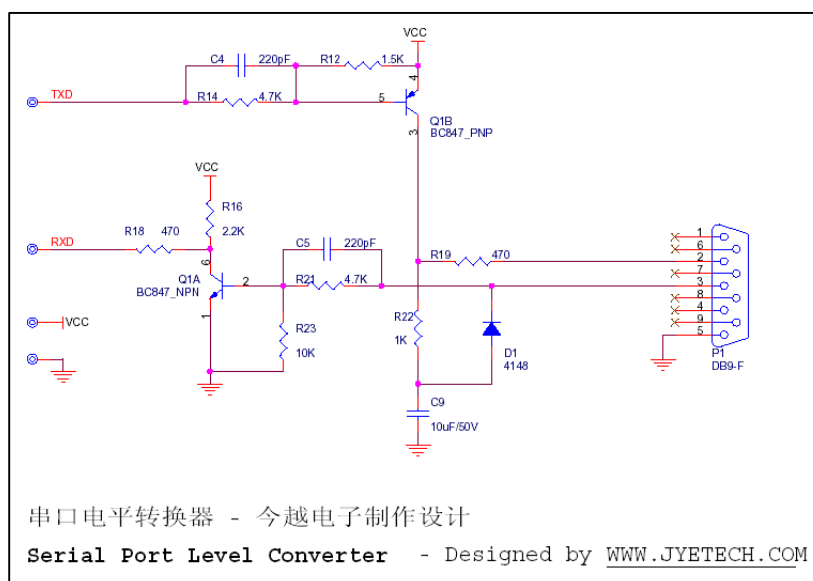 VCC
C4 220pF R12 1.5K
TXD
R14 4.7K
4
5
Q1B
BC847_PNP
3
VCC
R16
2.2K
RXD R18 470
C5 220pF
6
Q1A
BC847_NPN
2
R21 4.7K
1
R23
10K
R19 470
R22
1K
D1
4148
C9
10uF/50V
VCC
1
6
2
7
3
8
4
9
5
P1
DB9-F
串口电平转换器 - 今越电子制作设计
Serial Port Level Converter - Designed by WWW.JYETECH.COM